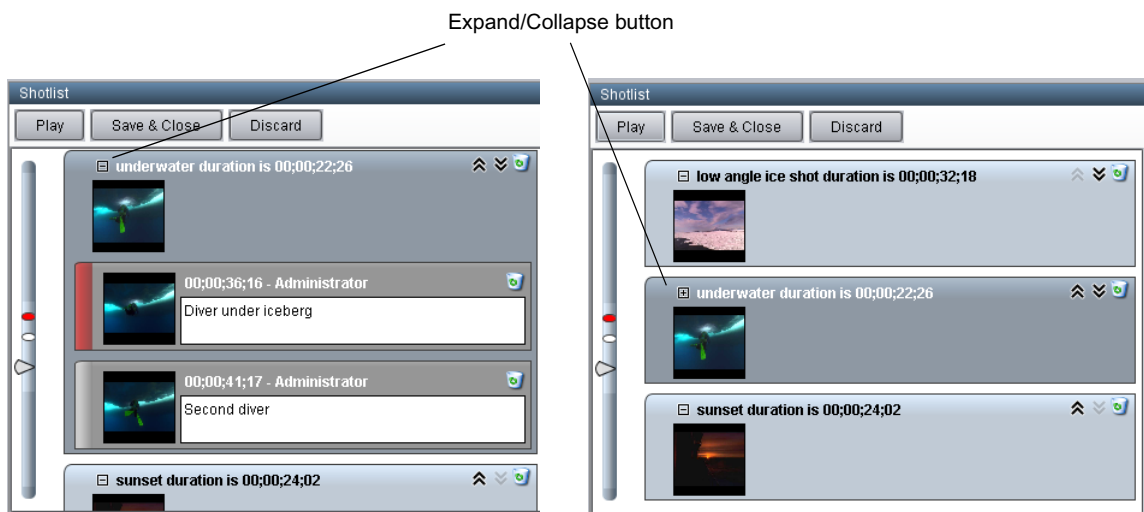 Expand/Collapse button
Shotlist
Play
Save & Close
Discard
underwater duration is 00;00;22;26
00;00;36;16 - Administrator
Diver under iceberg
00;00;41;17 - Administrator
Second diver
sunset duration is 00;00;24;02
Shotlist
Play
Save & Close
Discard
low angle ice shot duration is 00;00;32;18
underwater duration is 00;00;22;26
sunset duration is 00;00;24;02